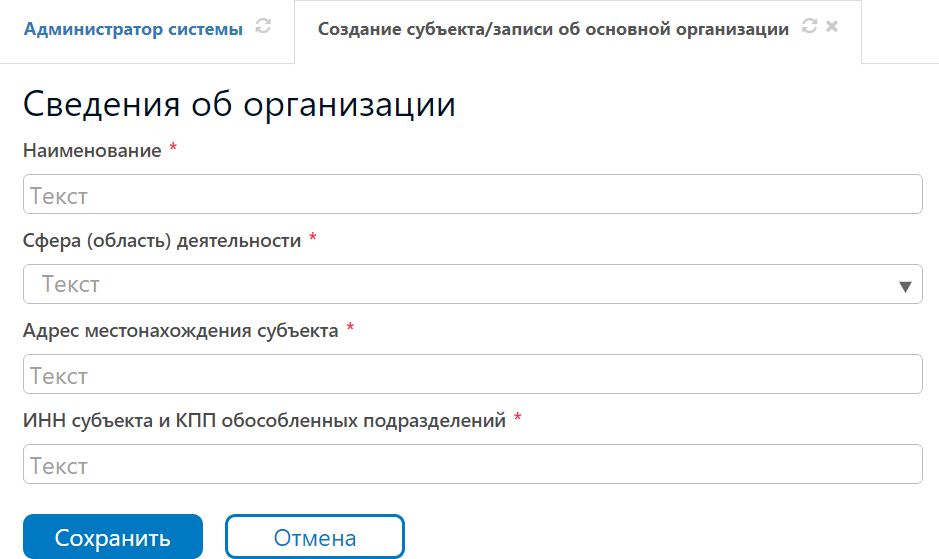 Администратор системы
Создание субъекта/записи об основной организации
Сведения об организации
Наименование *
Текст
Сфера (область) деятельности *
Текст
Адрес местонахождения субъекта *
Текст
ИНН субъекта и КПП обособленных подразделений *
Текст
Сохранить
Отмена